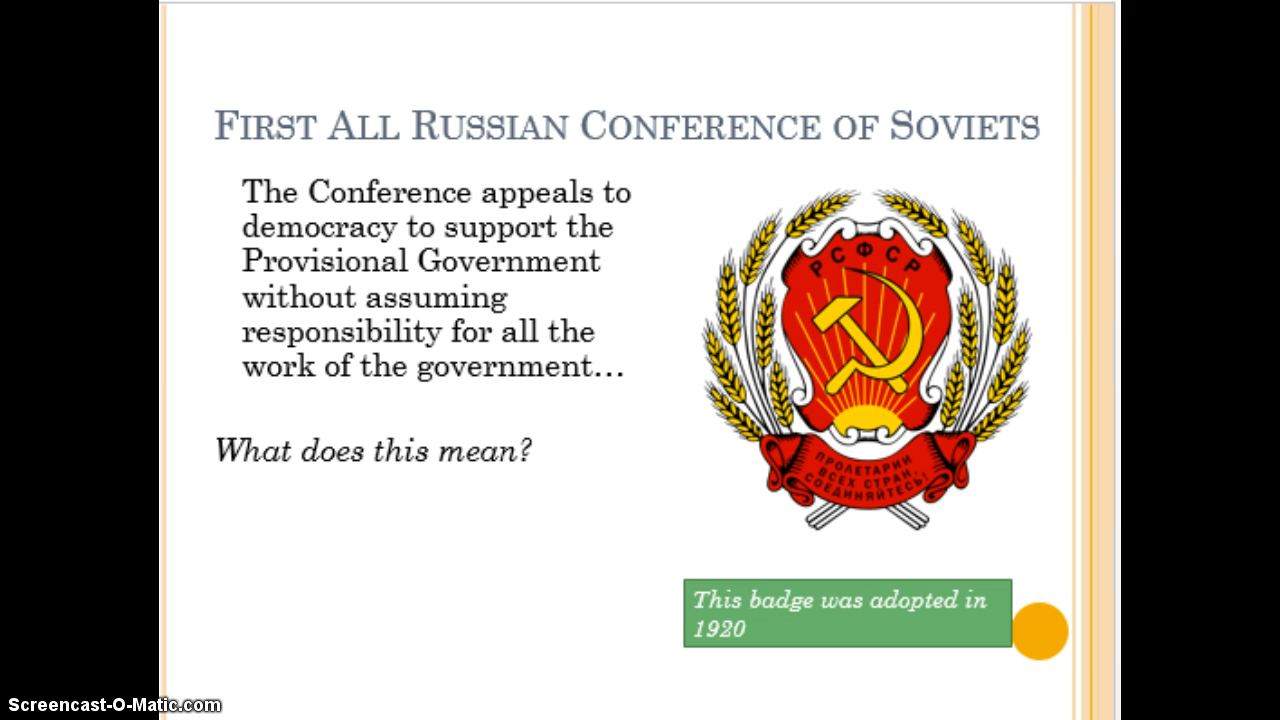 FIRST ALL RUSSIAN CONFERENCE OF SOVIETS
The Conference appeals to
democracy to support the
Provisional Government
without assuming
responsibility for all the
work of the government…
What does this mean?
РСФСР
ПРОЛЕТАРИИ
ВСЕХ СТРАН,
СОЕДИНЯЙТЕСЬ!
This badge was adopted in
1920
Screencast-O-Matic.com